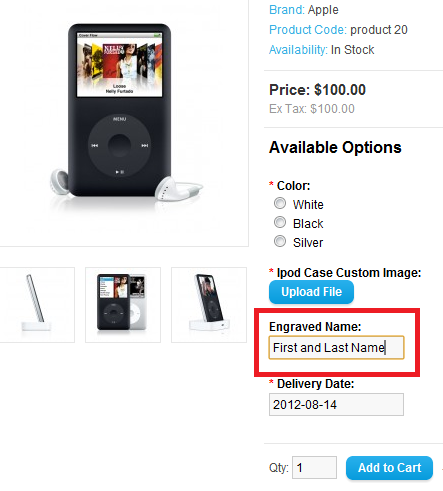 Cover Flow
Loose
Nelly Furtado
MENU
Brand: Apple
Product Code: product 20
Availability: In Stock
Price: $100.00
Ex Tax: $100.00
Available Options
* Color:
White
Black
Silver
* Ipod Case Custom Image:
Upload File
Engraved Name:
First and Last Name
* Delivery Date:
2012-08-14
Qty: 1 Add to Cart